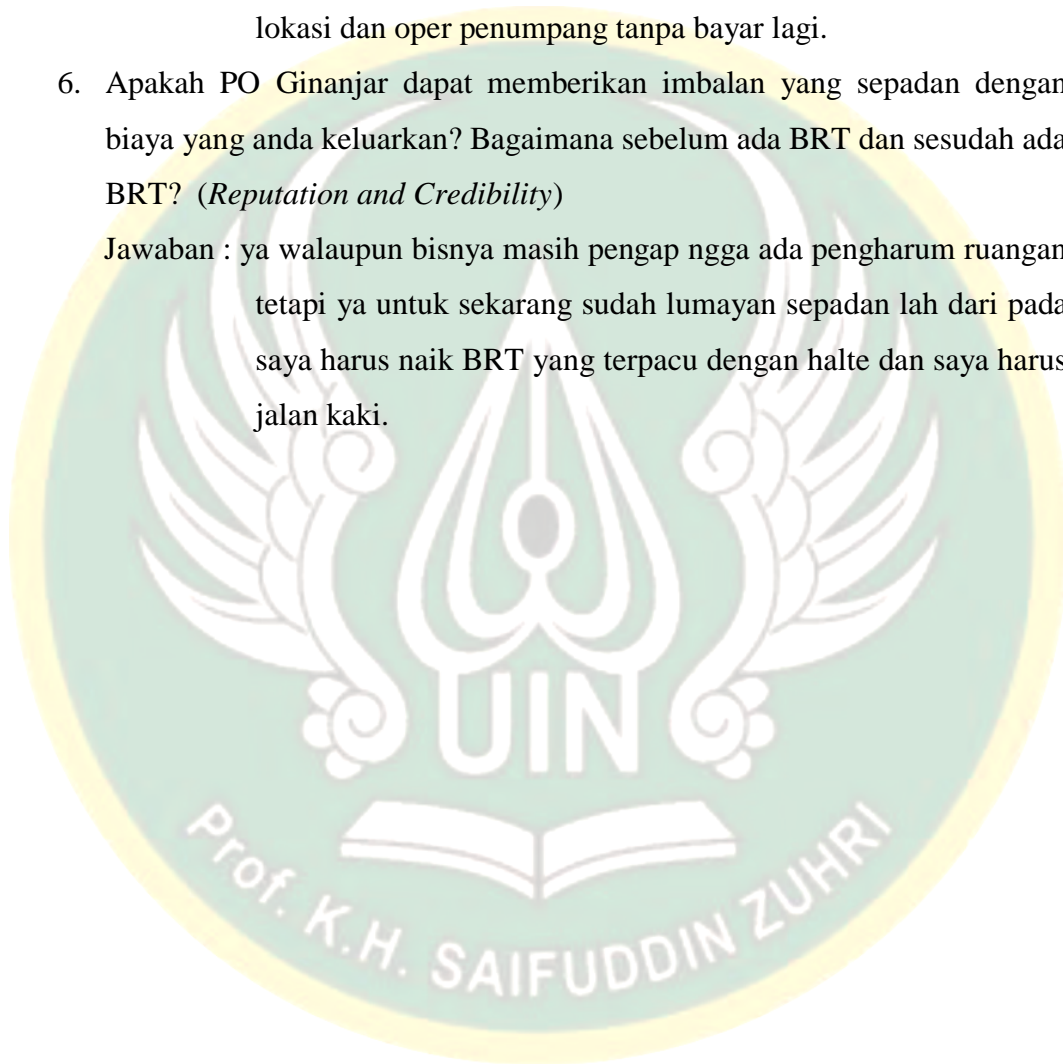 lokasi dan oper penumpang tanpa bayar lagi.
6. Apakah PO Ginanjar dapat memberikan imbalan yang sepadan dengan
biaya yang anda keluarkan? Bagaimana sebelum ada BRT dan sesudah ada
BRT? (Reputation and Credibility)
Jawaban : ya walaupun bisnya masih pengap ngga ada pengharum ruangan
tetapi ya untuk sekarang sudah lumayan sepadan lah dari pada
saya harus naik BRT yang terpacu dengan halte dan saya harus
jalan kaki.
UIN
Prof. K.H. SAIFUDDIN ZUHRI